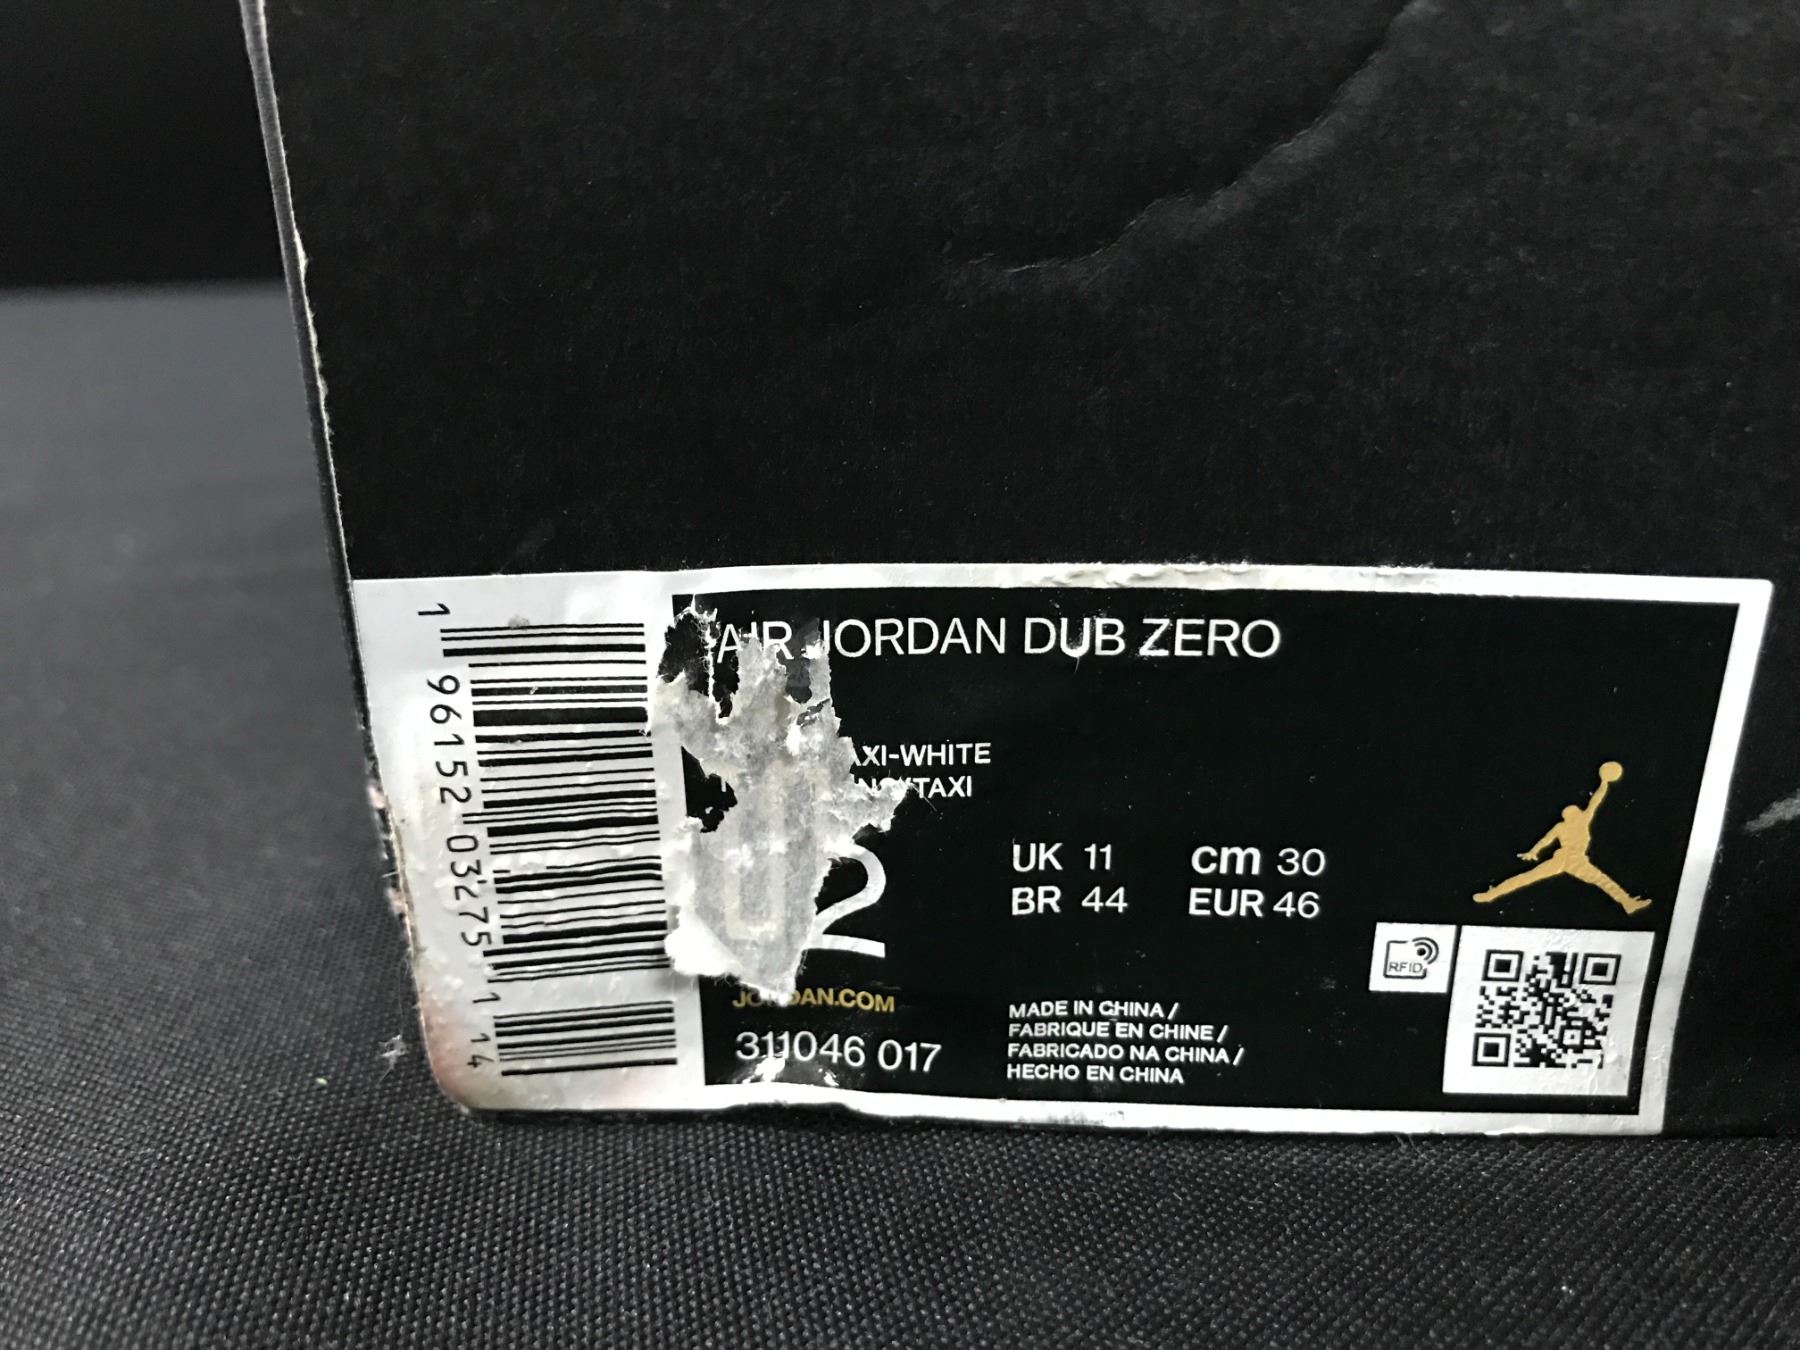 AIR JORDAN DUB ZERO
AXI-WHITE
TAXI
2
UK 11
cm 30
BR 44
EUR 46
JORDAN.COM
311046 017
MADE IN CHINA /
FABRIQUE EN CHINE /
FABRICADO NA CHINA /
HECHO EN CHINA
RFID
1 96152 03275 1 14